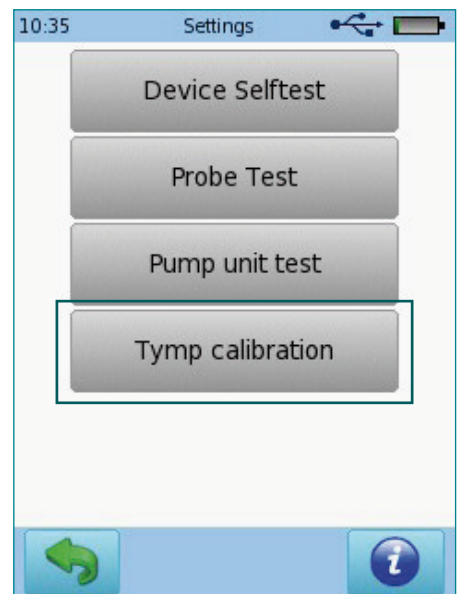 10:35 Settings
Device Selftest
Probe Test
Pump unit test
Tymp calibration
i